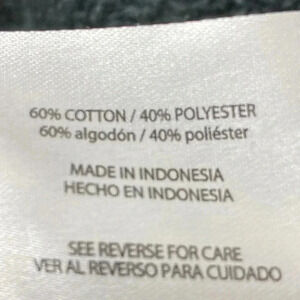 60% COTTON / 40% POLYESTER
60% algodón / 40% poliéster
MADE IN INDONESIA
HECHO EN INDONESIA
SEE REVERSE FOR CARE
VER AL REVERSO PARA CUIDADO